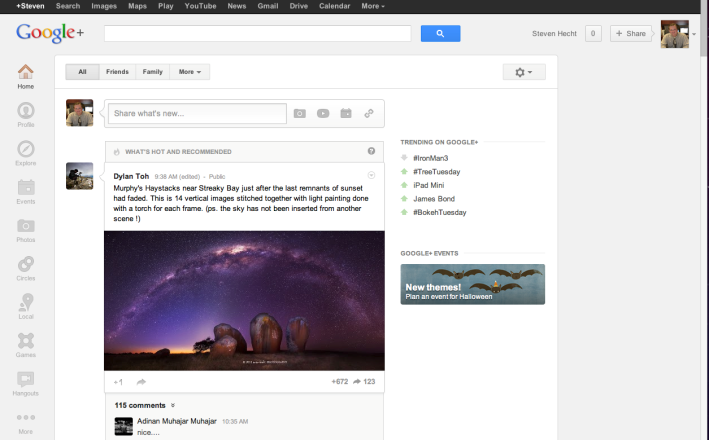 +Steven Search Images Maps Play YouTube News Gmail Drive Calendar More
Google+
Steven Hecht 0 + Share
Home
Profile
Explore
Events
Photos
Circles
Local
Games
Hangouts
More
All Friends Family More
Share what's new...
WHAT'S HOT AND RECOMMENDED ?
Dylan Toh 9:38 AM (edited) - Public
Murphy's Haystacks near Streaky Bay just after the last remnants of sunset
had faded. This is 14 vertical images stitched together with light painting done
with a torch for each frame. (ps. the sky has not been inserted from another
scene !)
+1 +672 123
115 comments
Adinan Muhajar Muhajar 10:35 AM
nice....
TRENDING ON GOOGLE+
#IronMan3
#TreeTuesday
iPad Mini
James Bond
#BokehTuesday
GOOGLE+ EVENTS
New themes!
Plan an event for Halloween